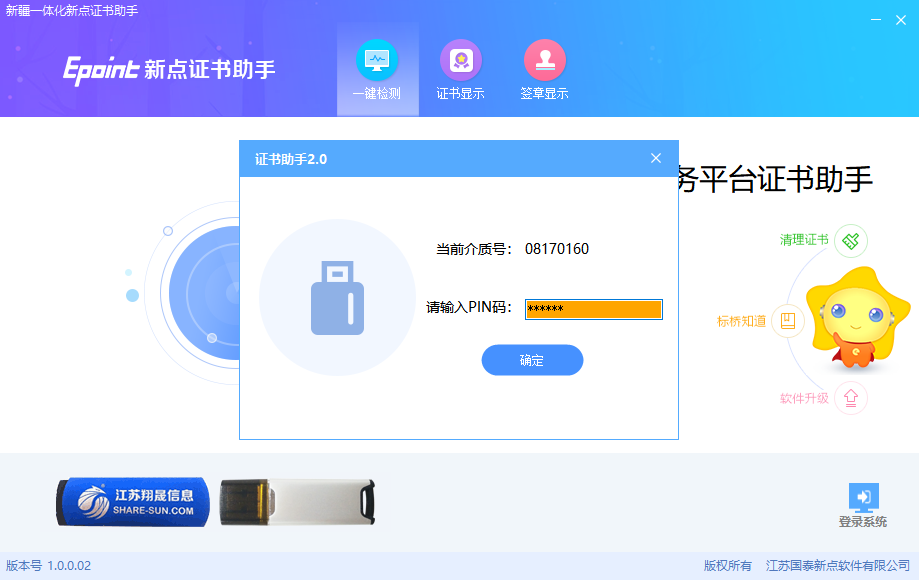 新疆一体化新点证书助手
Epoint 新点证书助手
一键检测
证书显示
签章显示
证书助手2.0
务平台证书助手
当前介质号: 08170160
请输入PIN码: ******
确定
清理证书
标桥知道
软件升级
江苏翔晟信息
SHARE-SUN.COM
登录系统
版本号 1.0.0.02
版权所有 江苏国泰新点软件有限公司